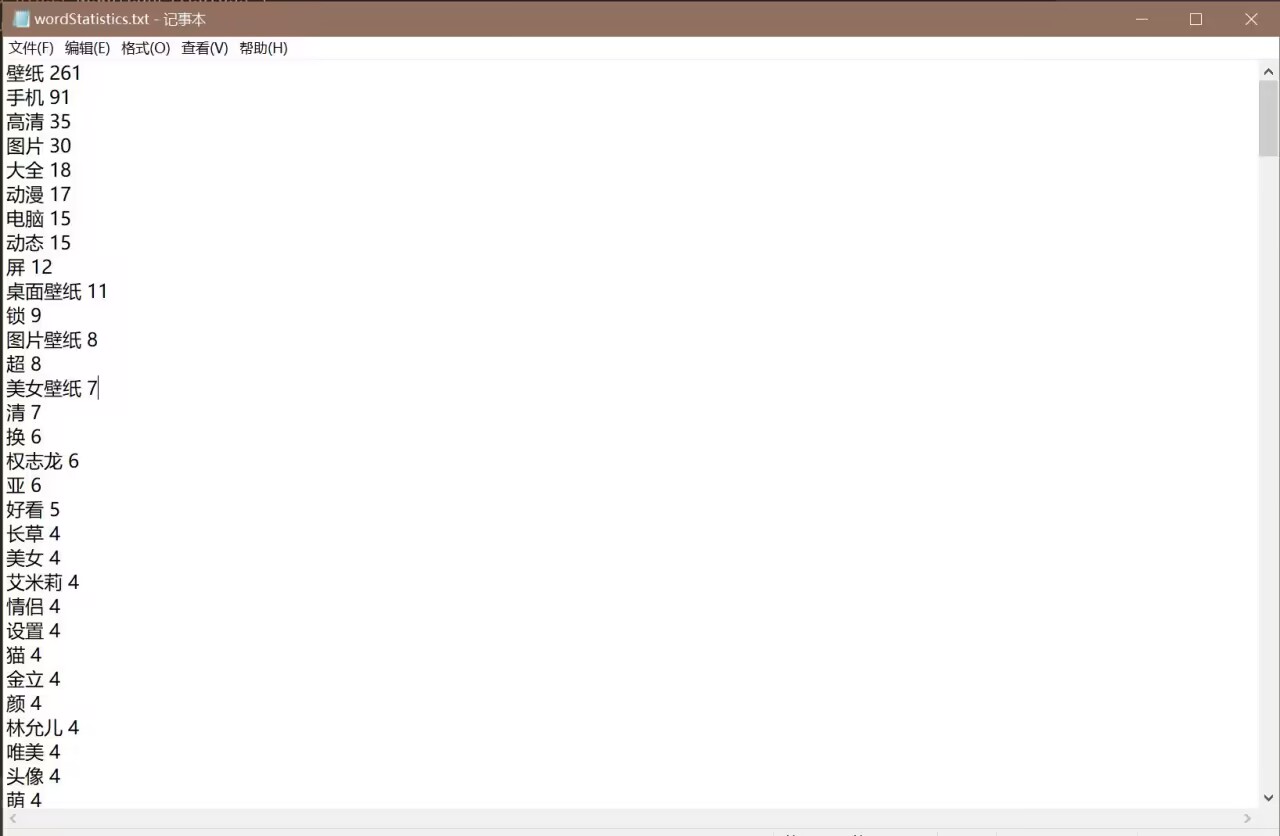 wordStatistics.txt - 记事本
文件(F) 编辑(E) 格式(O) 查看(V) 帮助(H)
壁纸 261
手机 91
高清 35
图片 30
大全 18
动漫 17
电脑 15
动态 15
屏 12
桌面壁纸 11
锁 9
图片壁纸 8
超 8
美女壁纸 7
清 7
换 6
权志龙 6
亚 6
好看 5
长草 4
美女 4
艾米莉 4
情侣 4
设置 4
猫 4
金立 4
颜 4
林允儿 4
唯美 4
头像 4
萌 4